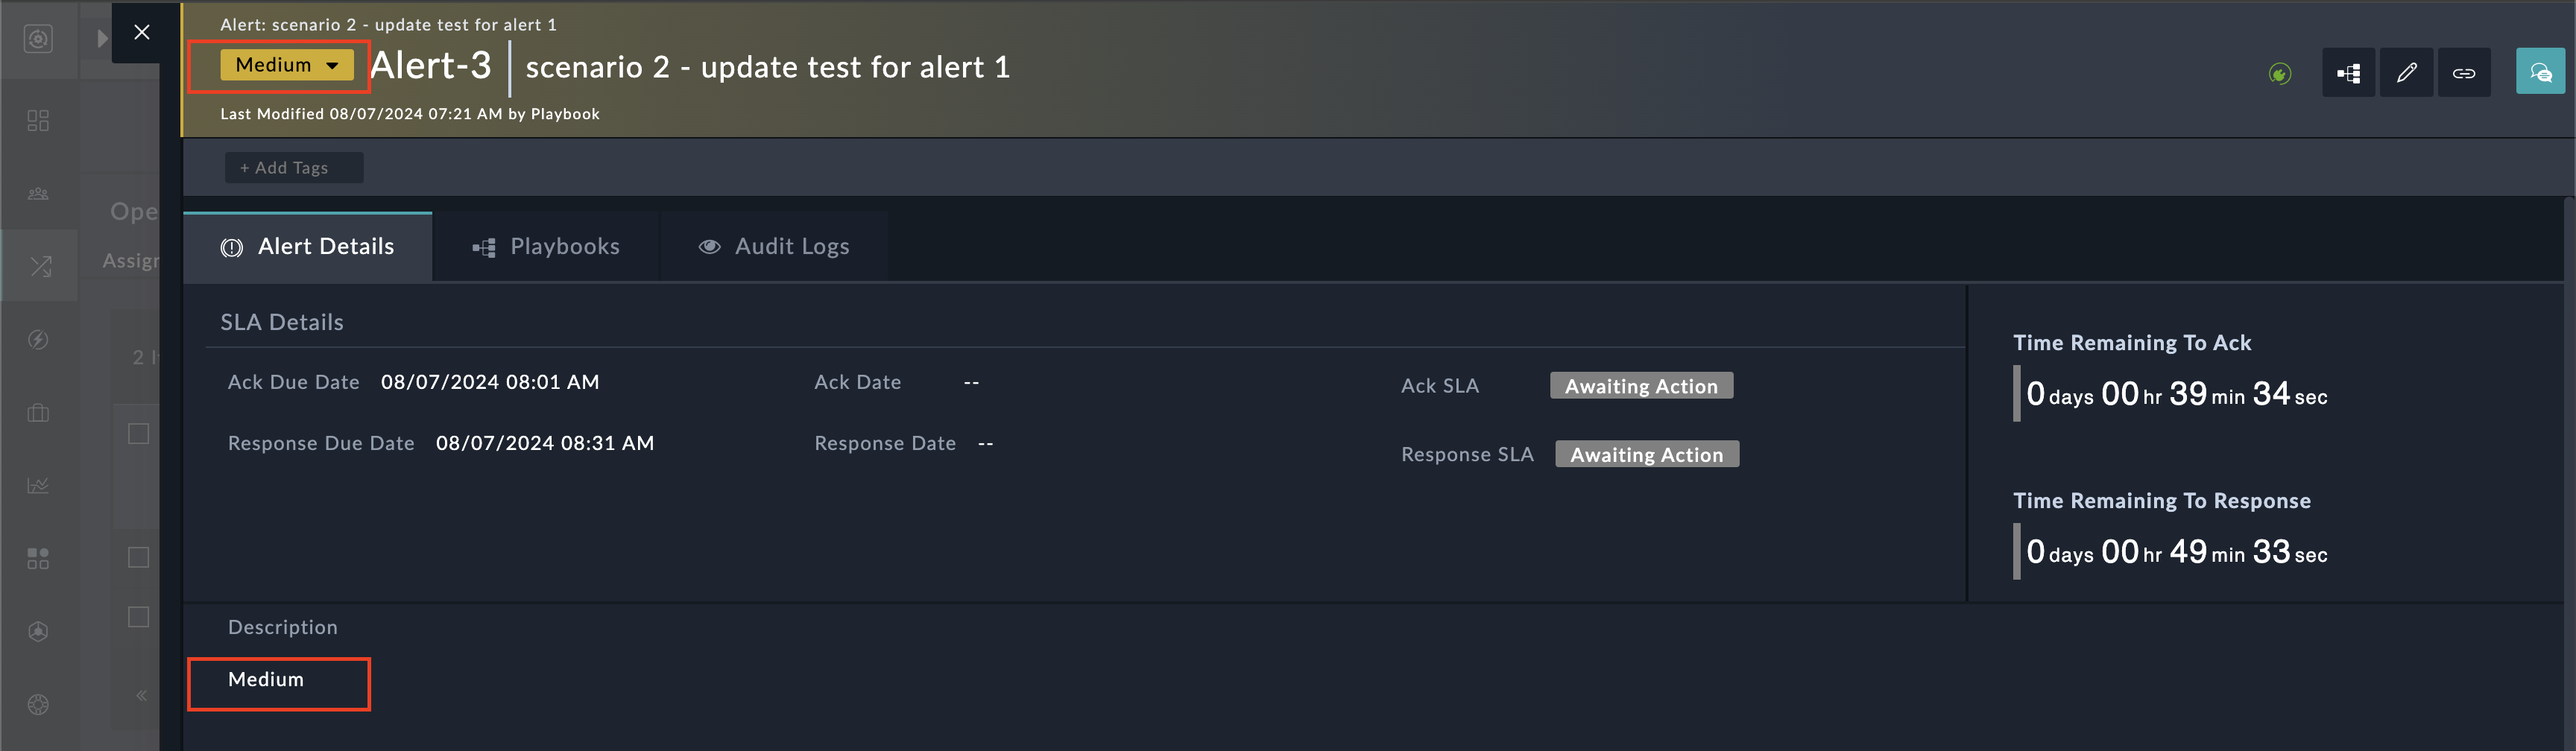 Alert: scenario 2 - update test for alert 1
Medium
Alert-3
scenario 2 - update test for alert 1
Last Modified 08/07/2024 07:21 AM by Playbook
+ Add Tags
Ope
Assign
Alert Details
Playbooks
Audit Logs
SLA Details
Ack Due Date 08/07/2024 08:01 AM
Ack Date --
Ack SLA Awaiting Action
Response Due Date 08/07/2024 08:31 AM
Response Date --
Response SLA Awaiting Action
Time Remaining To Ack
0 days 00 hr 39 min 34 sec
Time Remaining To Response
0 days 00 hr 49 min 33 sec
Description
Medium